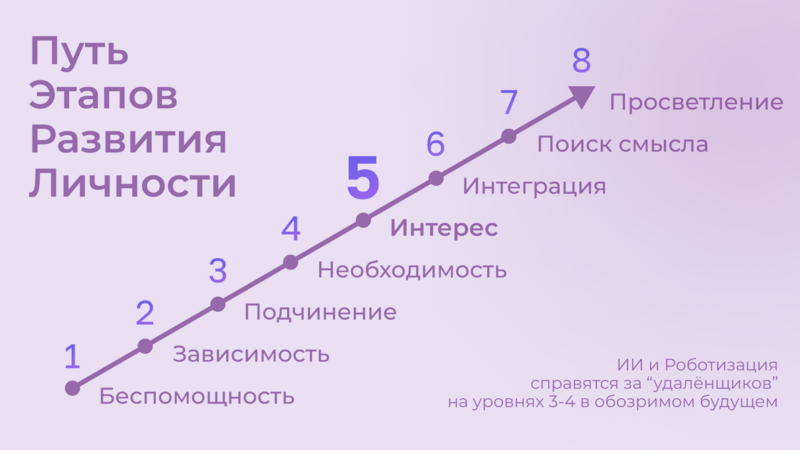 Путь
Этапов
Развития
Личности
8
Просветление
7
Поиск смысла
6
Интеграция
5
Интерес
4
Необходимость
3
Подчинение
2
Зависимость
1
Беспомощность
ИИ и Роботизация
справятся за “удалёнщиков”
на уровнях 3-4 в обозримом будущем